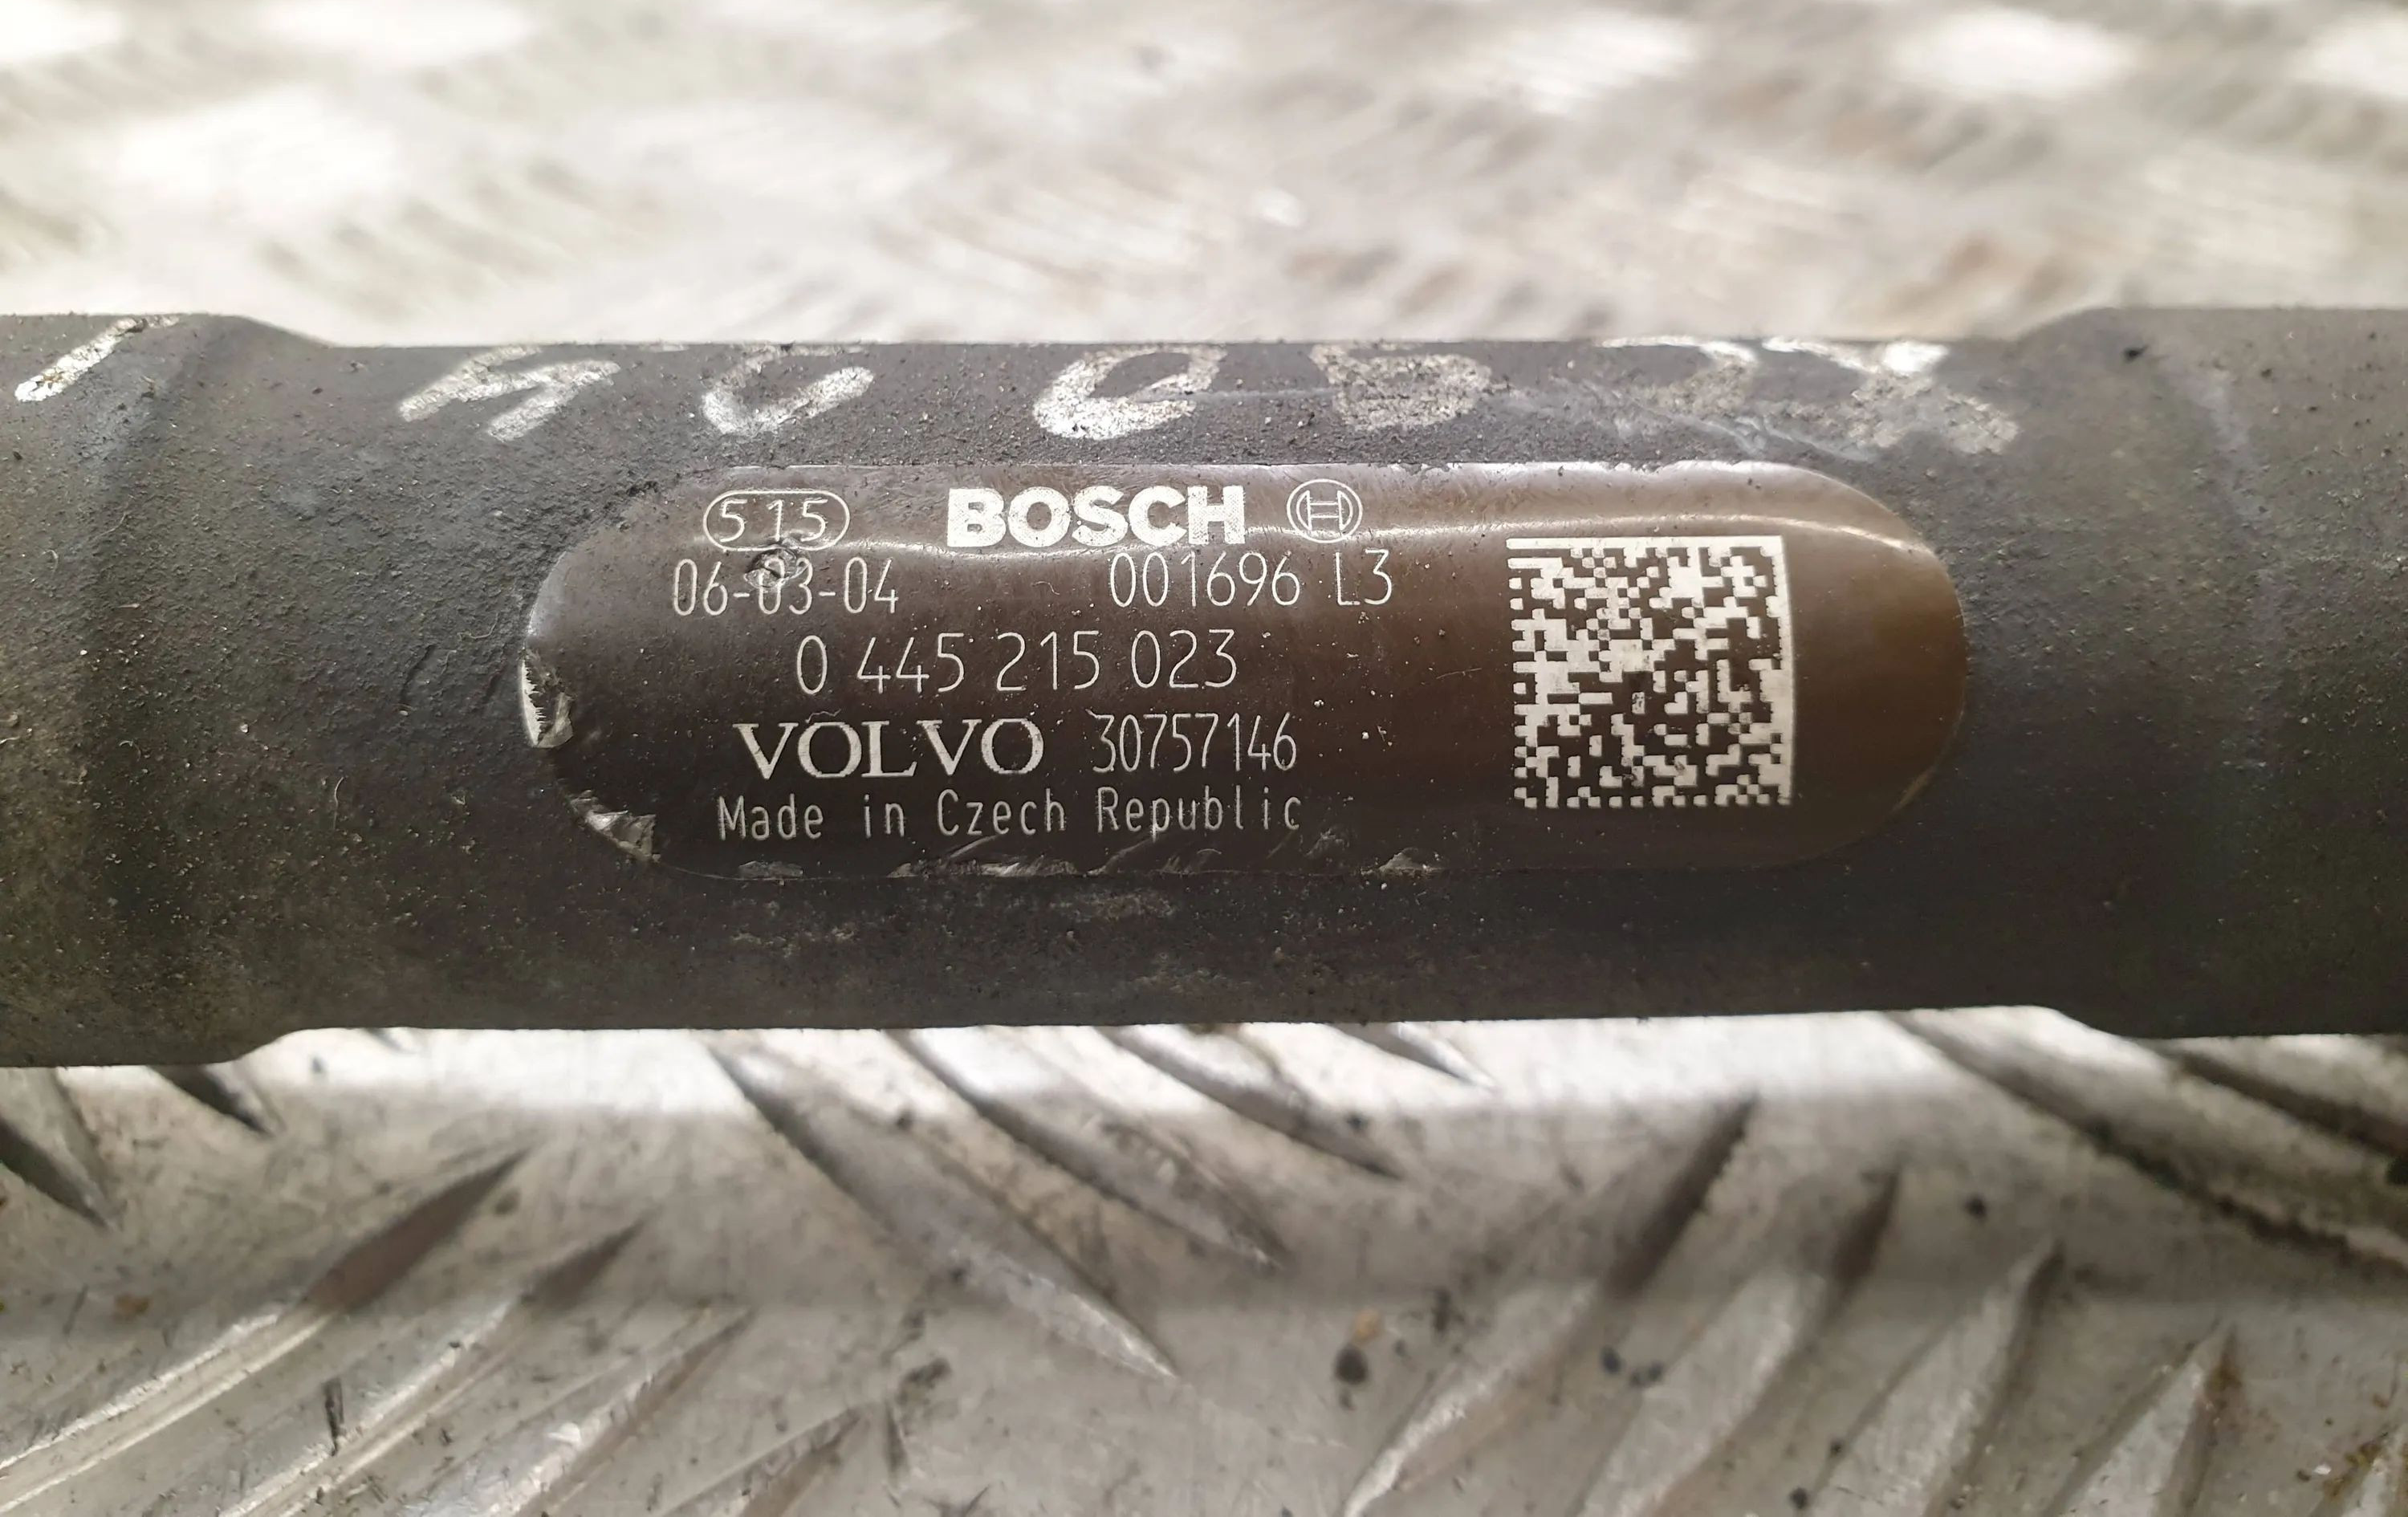 515 BOSCH
06-03-04 001696 L3
0 445 215 023
VOLVO 30757146
Made in Czech Republic